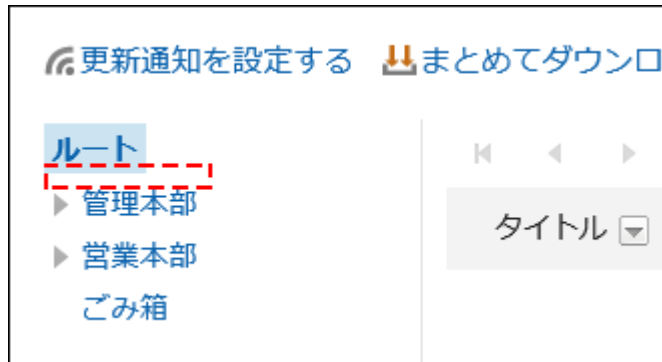 更新通知を設定する まとめてダウンロ
ルート
管理本部
タイトル
営業本部
ごみ箱